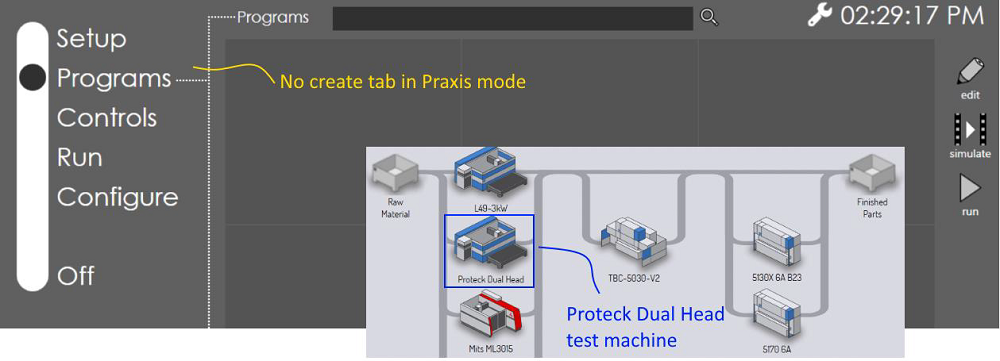 Setup
Programs
Controls
Run
Configure
Off
Programs
02:29:17 PM
No create tab in Praxis mode
edit
simulate
run
Raw
Material
L49-3kW
Finished
Parts
Proteck Dual Head
TBC-5030-V2
5130X 6A B23
Proteck Dual Head
test machine
Mits ML3015
5170 6A